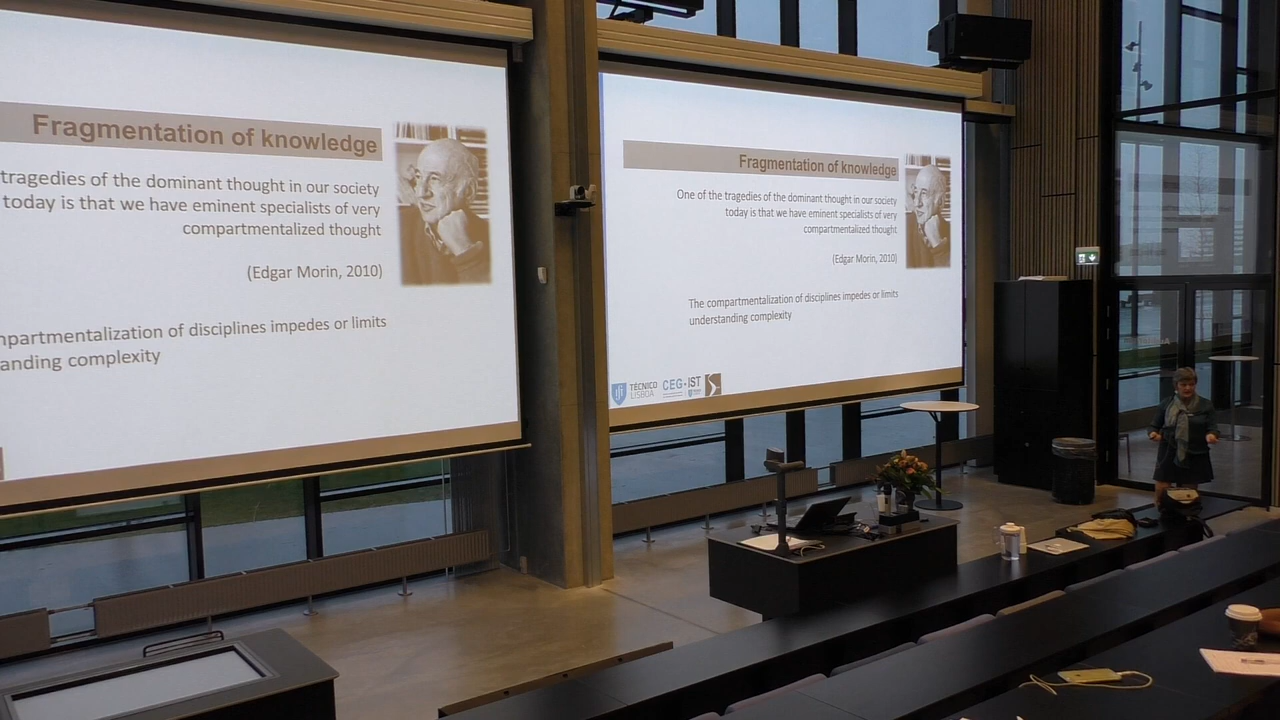 Fragmentation of knowledge
tragedies of the dominant thought in our society
today is that we have eminent specialists of very
compartmentalized thought
(Edgar Morin, 2010)
mpartmentalization of disciplines impedes or limits
anding complexity
Fragmentation of knowledge
One of the tragedies of the dominant thought in our society
today is that we have eminent specialists of very
compartmentalized thought
(Edgar Morin, 2010)
The compartmentalization of disciplines impedes or limits
understanding complexity
TÉCNICO
LISBOA
CEG-IST